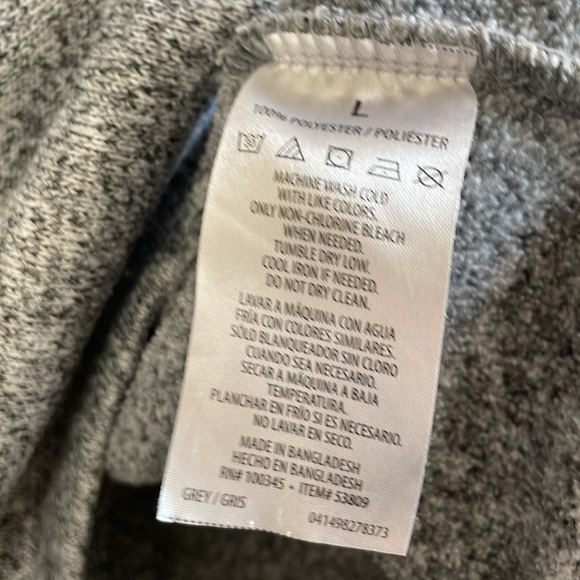 L
100% POLYESTER / POLIÉSTER
30
MACHINE WASH COLD
WITH LIKE COLORS.
ONLY NON-CHLORINE BLEACH
WHEN NEEDED.
TUMBLE DRY LOW.
COOL IRON IF NEEDED.
DO NOT DRY CLEAN.
LAVAR A MÁQUINA CON AGUA
FRÍA CON COLORES SIMILARES.
SÓLO BLANQUEADOR SIN CLORO
CUANDO SEA NECESARIO.
SECAR A MÁQUINA A BAJA
TEMPERATURA.
PLANCHAR EN FRÍO SI ES NECESARIO.
NO LAVAR EN SECO.
MADE IN BANGLADESH
HECHO EN BANGLADESH
RN# 100345 • ITEM# 53809
GREY / GRIS 041498278373